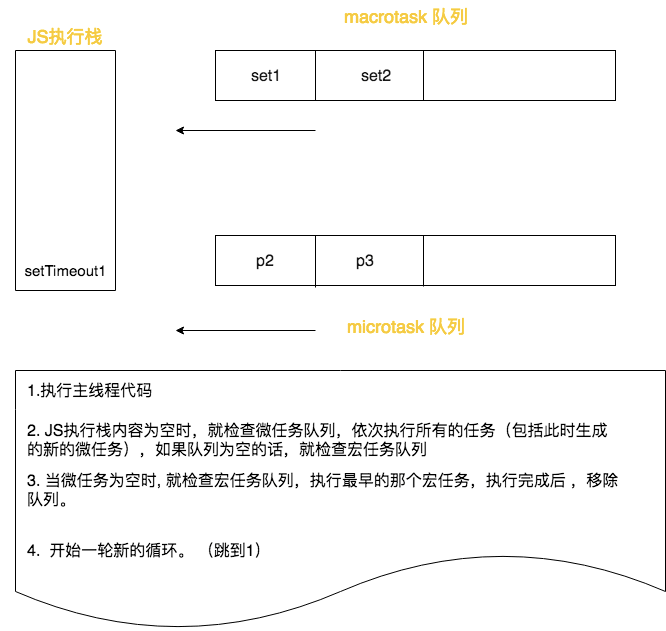 macrotask 队列
JS执行栈
set1
set2
setTimeout1
p2
p3
microtask 队列
1.执行主线程代码
2. JS执行栈内容为空时，就检查微任务队列，依次执行所有的任务（包括此时生成
的新的微任务），如果队列为空的话，就检查宏任务队列
3. 当微任务为空时, 就检查宏任务队列，执行最早的那个宏任务，执行完成后 ，移除
队列。
4. 开始一轮新的循环。 （跳到1）